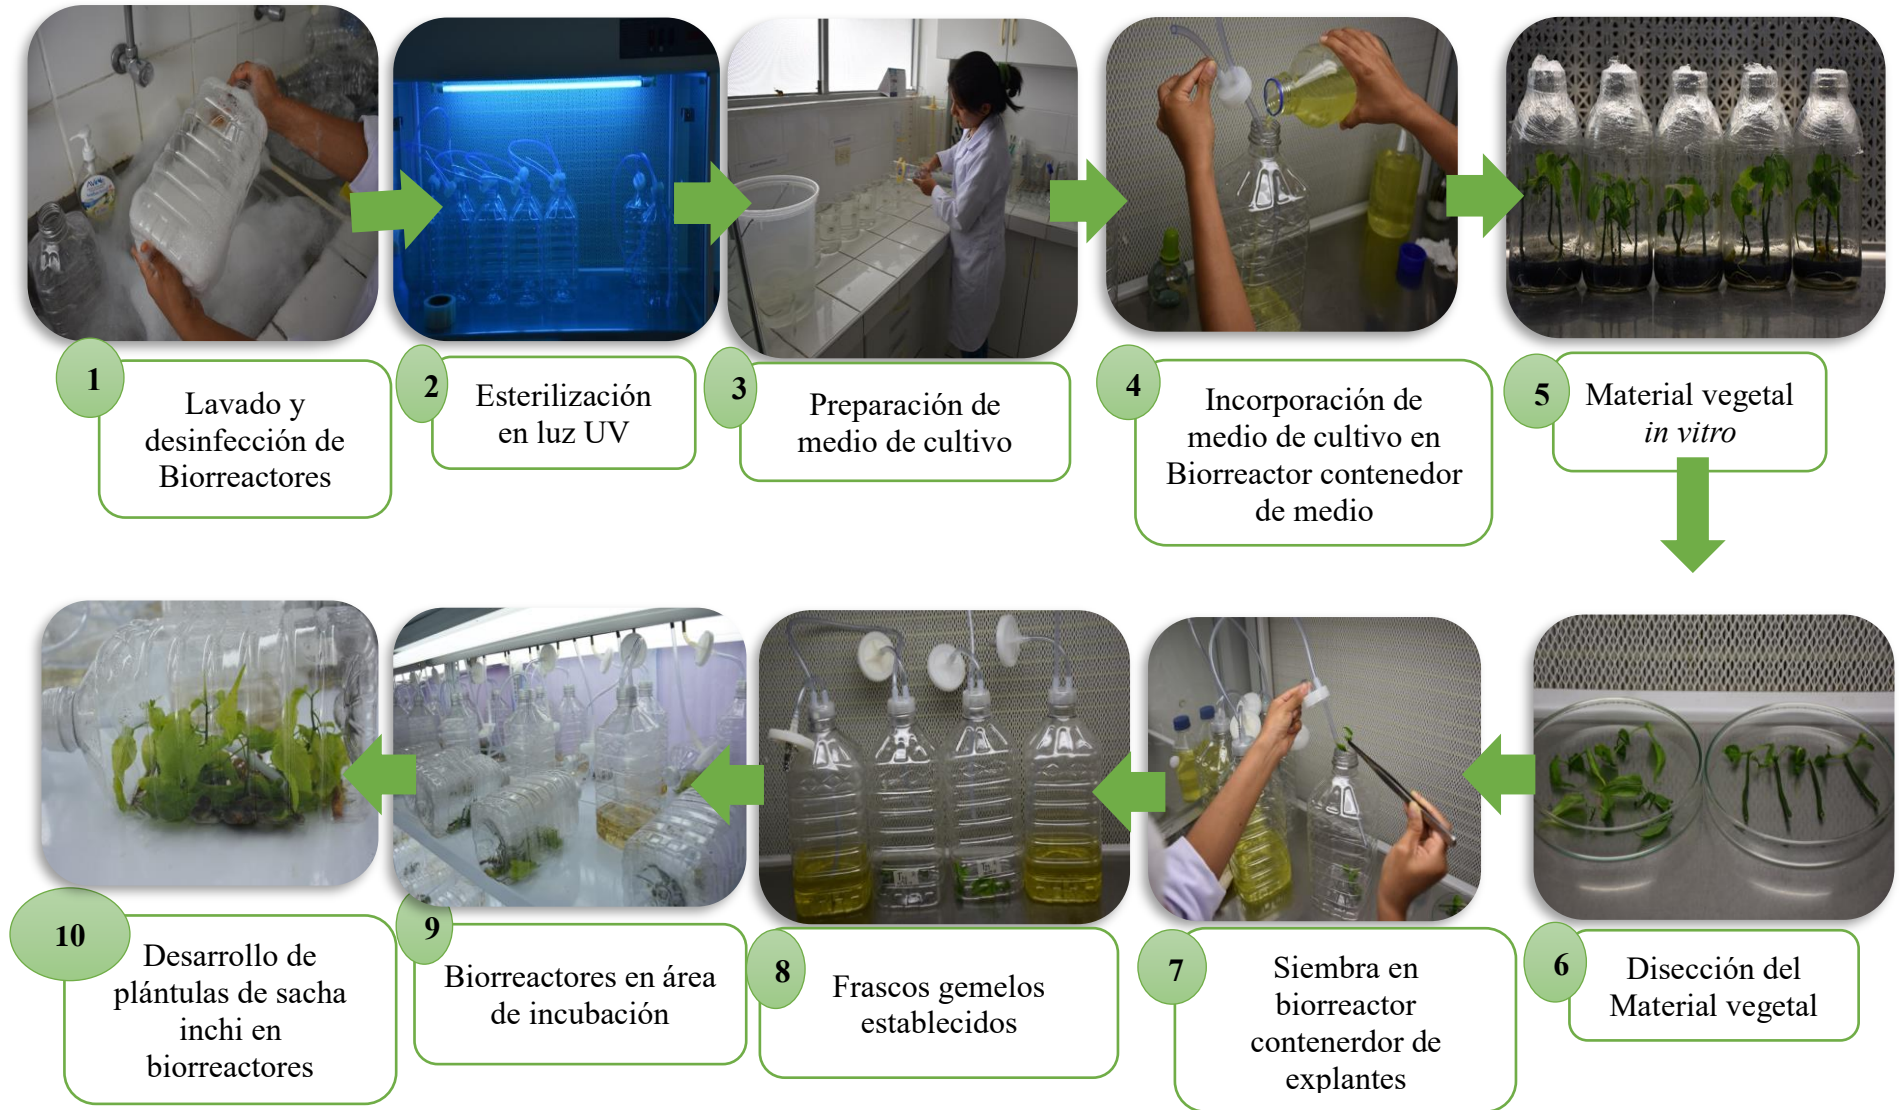 1
Lavado y
desinfección de
Biorreactores
2
Esterilización
en luz UV
3
Preparación de
medio de cultivo
4
Incorporación de
medio de cultivo en
Biorreactor contenedor
de medio
5
Material vegetal
in vitro
6
Disección del
Material vegetal
7
Siembra en
biorreactor
contenerdor de
explantes
8
Frascos gemelos
establecidos
9
Biorreactores en área
de incubación
10
Desarrollo de
plántulas de sacha
inchi en
biorreactores